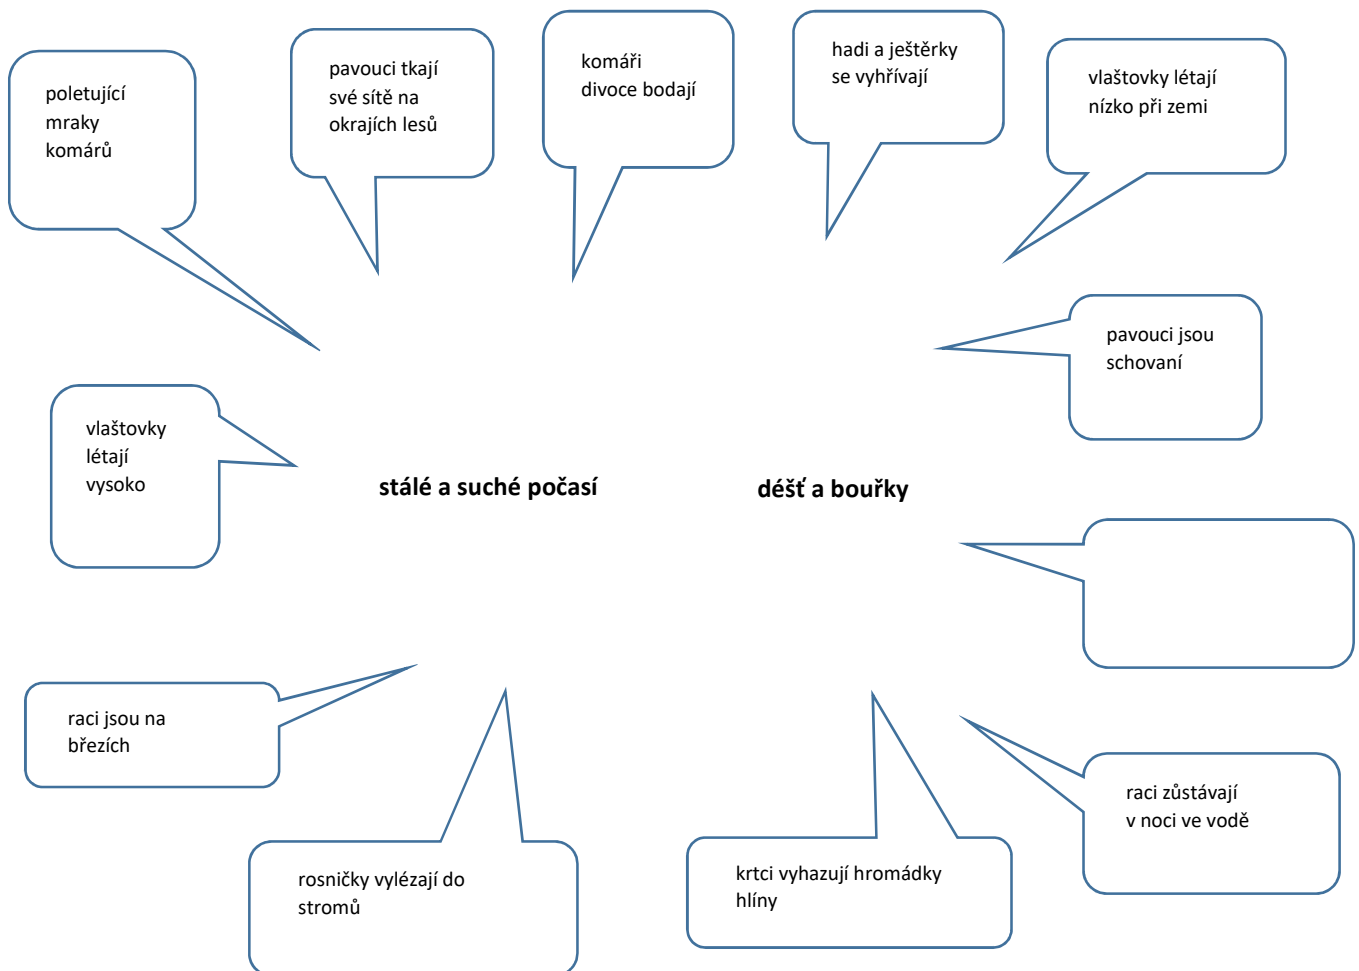 poletující
mraky
komárů
pavouci tkají
své sítě na
okrajích lesů
komáři
divoce bodají
hadi a ještěrky
se vyhřívají
vlaštovky létají
nízko při zemi
pavouci jsou
schovaní
vlaštovky
létají
vysoko
stálé a suché počasí
déšť a bouřky
raci jsou na
březích
raci zůstávají
v noci ve vodě
rosničky vylézají do
stromů
krtci vyhazují hromádky
hlíny